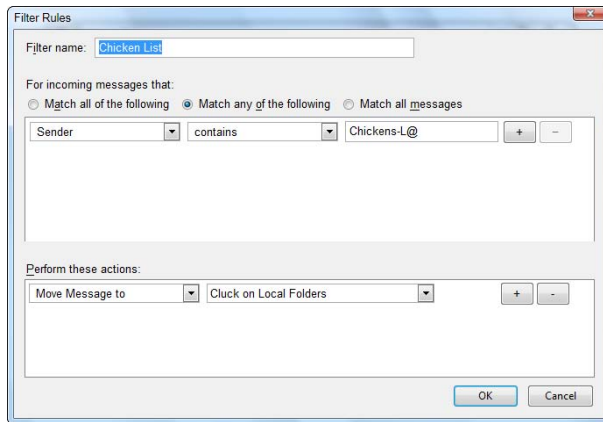 Filter Rules
Filter name: Chicken List
For incoming messages that:
Match all of the following Match any of the following Match all messages
Sender contains Chickens-L@ + -
Perform these actions:
Move Message to Cluck on Local Folders + -
OK Cancel